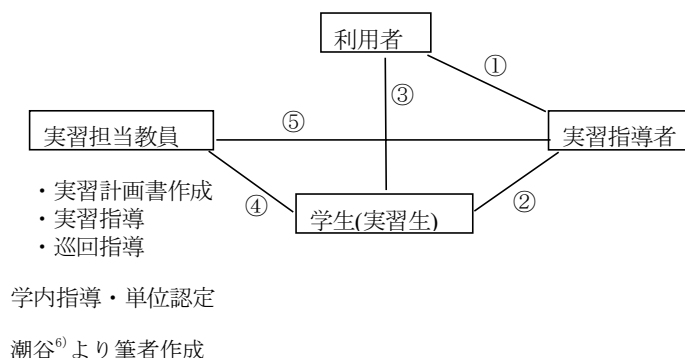 利用者
①
③
実習担当教員
⑤
実習指導者
・実習計画書作成
・実習指導
・巡回指導
④
学生(実習生)
②
学内指導・単位認定
潮谷6)より筆者作成